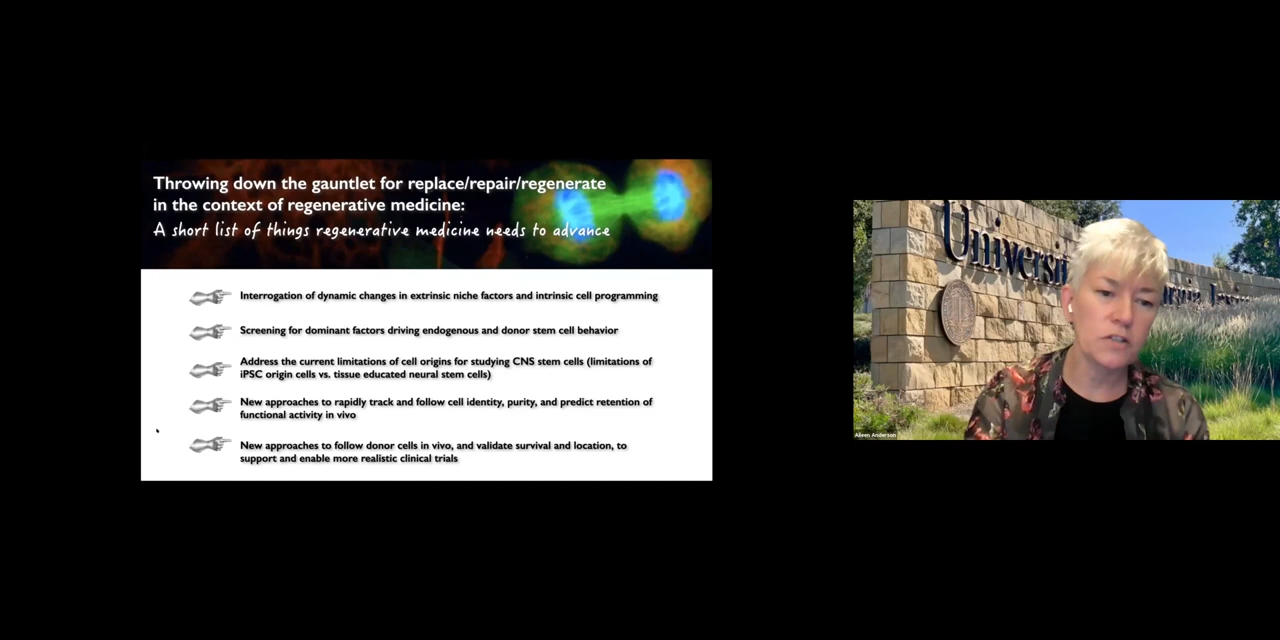 Throwing down the gauntlet for replace/repair/regenerate
in the context of regenerative medicine:
A short list of things regenerative medicine needs to advance
Interrogation of dynamic changes in extrinsic niche factors and intrinsic cell programming
Screening for dominant factors driving endogenous and donor stem cell behavior
Address the current limitations of cell origins for studying CNS stem cells (limitations of
iPSC origin cells vs. tissue educated neural stem cells)
New approaches to rapidly track and follow cell identity, purity, and predict retention of
functional activity in vivo
New approaches to follow donor cells in vivo, and validate survival and location, to
support and enable more realistic clinical trials
Aileen Anderson